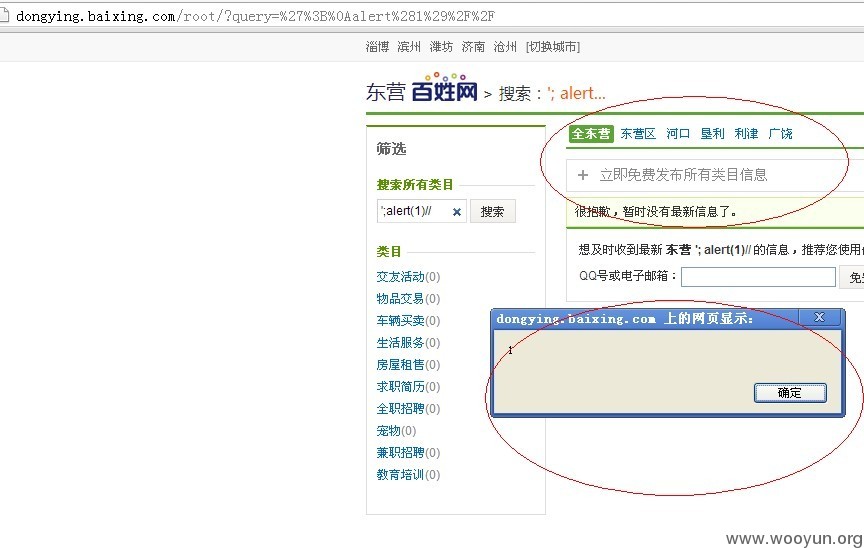 dongying.baixing.com/root/?query=%27%3B%0Aalert%281%29%2F%2F
淄博 滨州 潍坊 济南 沧州 [切换城市]
东营 百姓网 > 搜索：'; alert...
筛选
搜索所有类目
';alert(1)// × 搜索
类目
交友活动(0)
物品交易(0)
车辆买卖(0)
生活服务(0)
房屋租售(0)
求职简历(0)
全职招聘(0)
宠物(0)
兼职招聘(0)
教育培训(0)
全东营 东营区 河口 垦利 利津 广饶
+ 立即免费发布所有类目信息
很抱歉，暂时没有最新信息了。
想及时收到最新 东营 '; alert(1)// 的信息，推荐您使用
QQ号或电子邮箱：
dongying.baixing.com 上的网页显示：
1
确定
www.wooyun.org